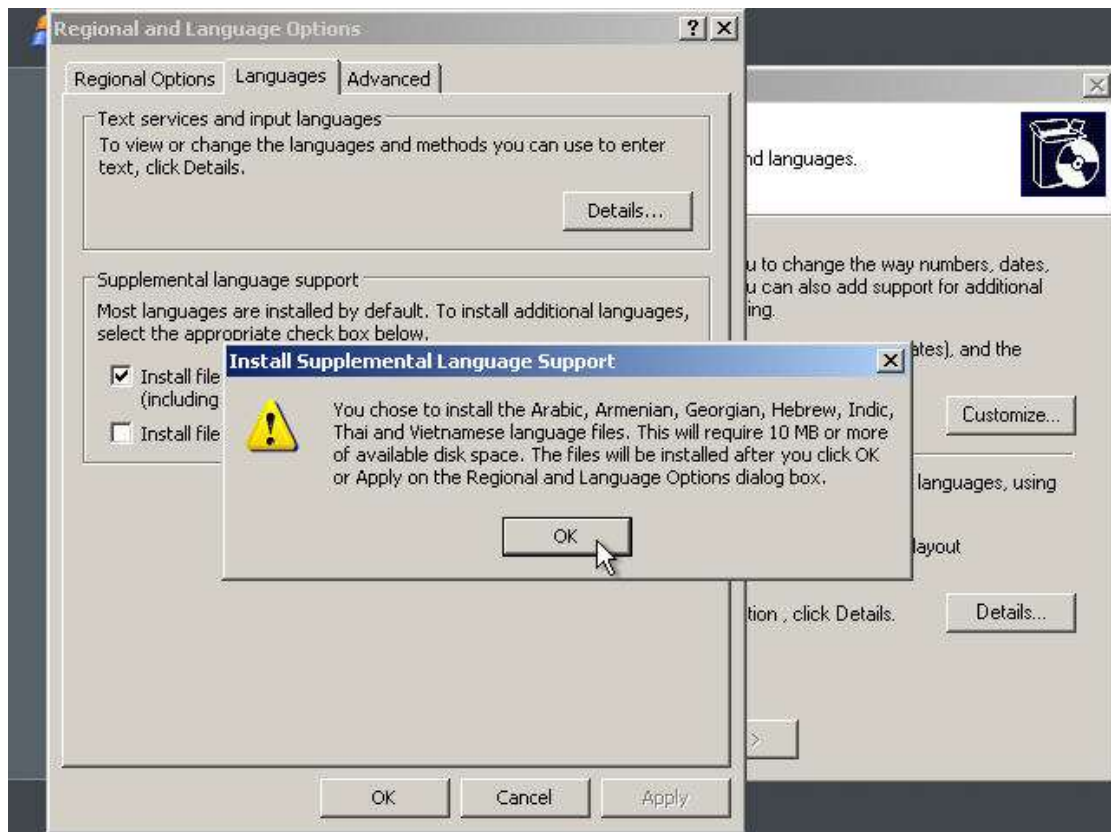 Regional and Language Options
Regional Options
Languages
Advanced
Text services and input languages
To view or change the languages and methods you can use to enter
text, click Details.
Details...
Supplemental language support
Most languages are installed by default. To install additional languages,
select the appropriate check box below.
Install file
(including
Install file
Install Supplemental Language Support
You chose to install the Arabic, Armenian, Georgian, Hebrew, Indic,
Thai and Vietnamese language files. This will require 10 MB or more
of available disk space. The files will be installed after you click OK
or Apply on the Regional and Language Options dialog box.
OK
OK
Cancel
Apply
nd languages.
u to change the way numbers, dates,
u can also add support for additional
ing.
ates), and the
Customize...
languages, using
layout
tion , click Details.
Details...
>